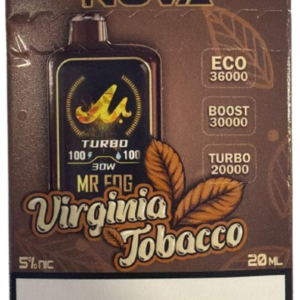 NOVA
ECO
36000
BOOST
30000
TURBO
100 100
30W
TURBO
20000
MR FOG
Virginia
Tobacco
5% NIC
20 ML